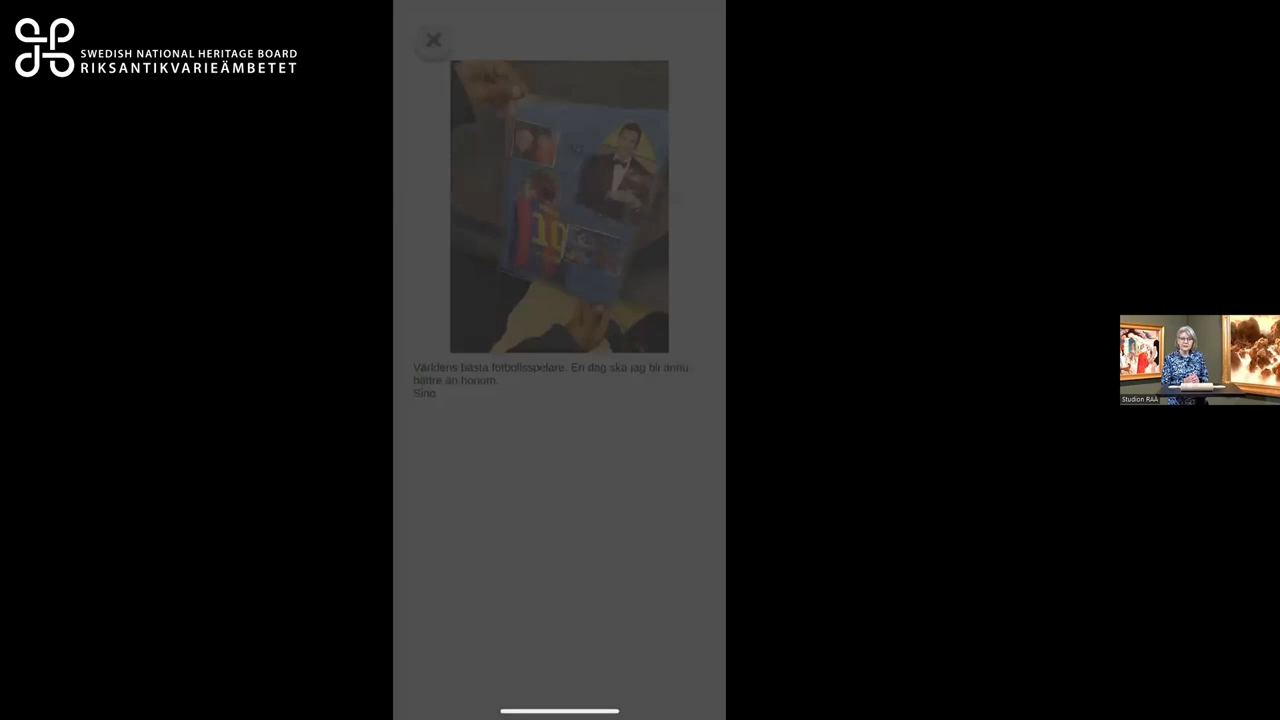 SWEDISH NATIONAL HERITAGE BOARD
RIKSANTIKVARIEÄMBETET
10
Världens bästa fotbollsspelare. En dag ska jag bli ännu
bättre än honom.
Sino
Studion RAÄ